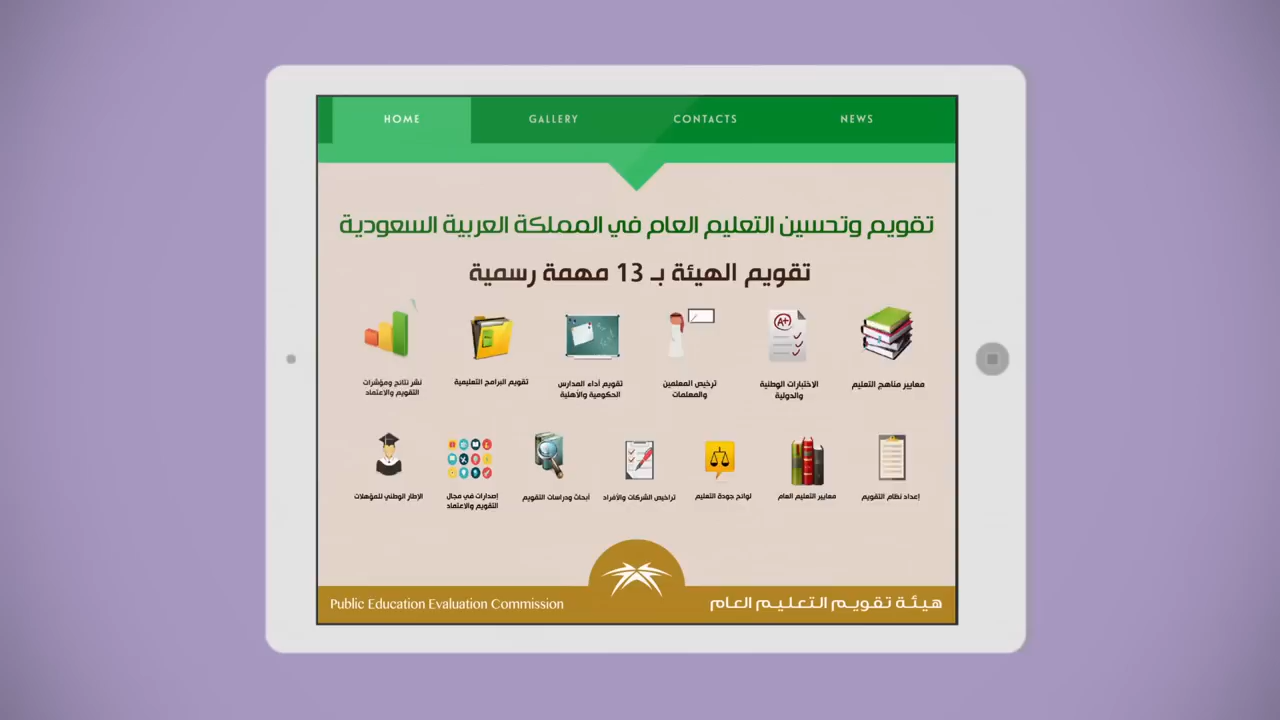 HOME GALLERY CONTACTS NEWS
تقويم وتحسين التعليم العام في المملكة العربية السعودية
تقويم الهيئة بـ 13 مهمة رسمية
A+
معايير مناهج التعليم
الاختبارات الوطنية
والدولية
ترخيص المعلمين
والمعلمات
تقويم أداء المدارس
الحكومية والأهلية
تقويم البرامج التعليمية
نشر نتائج ومؤشرات
التقويم والاعتماد
إعداد نظام التقويم
معايير التعليم العام
لوائح جودة التعليم
تراخيص الشركات والأفراد
أبحاث ودراسات التقويم
إصدارات في مجال
التقويم والاعتماد
الإطار الوطني للمؤهلات
هيئة تقويم التعليم العام
Public Education Evaluation Commission